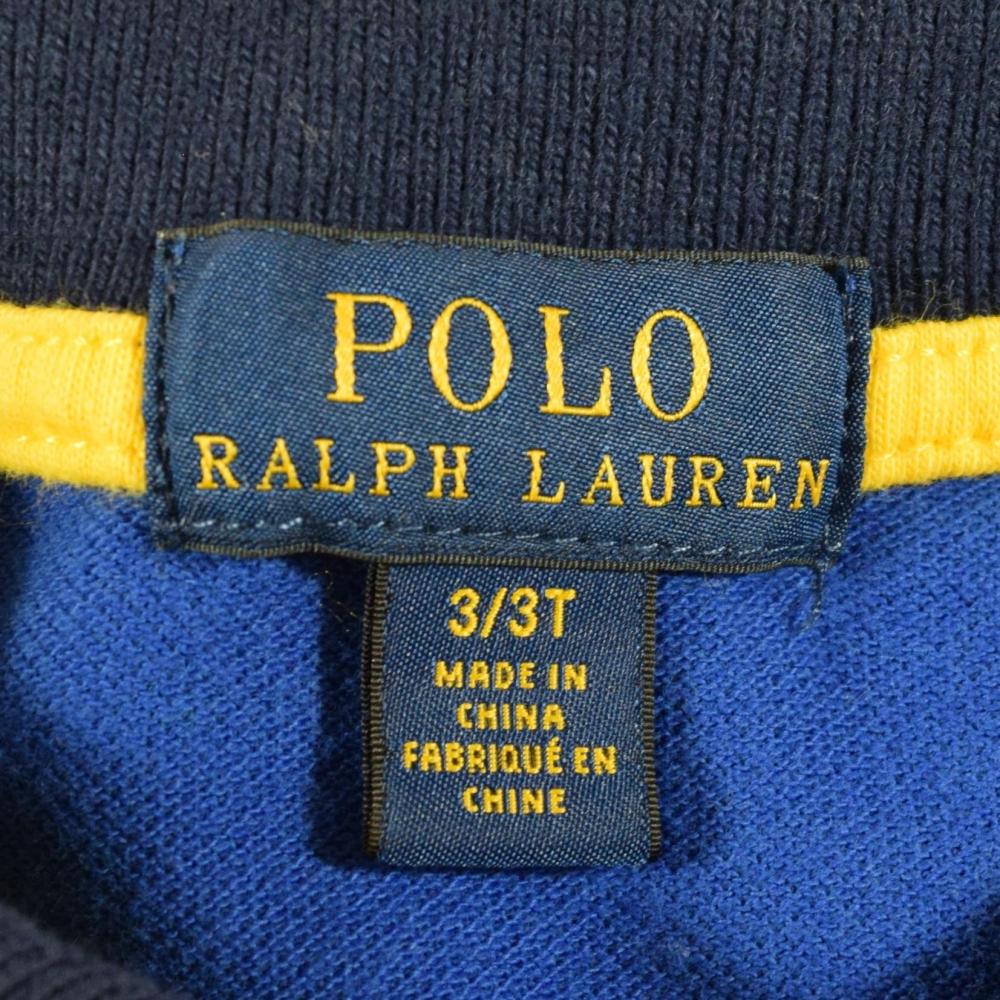 POLO
RALPH LAUREN
3/3T
MADE IN
CHINA
FABRIQUÉ EN
CHINE